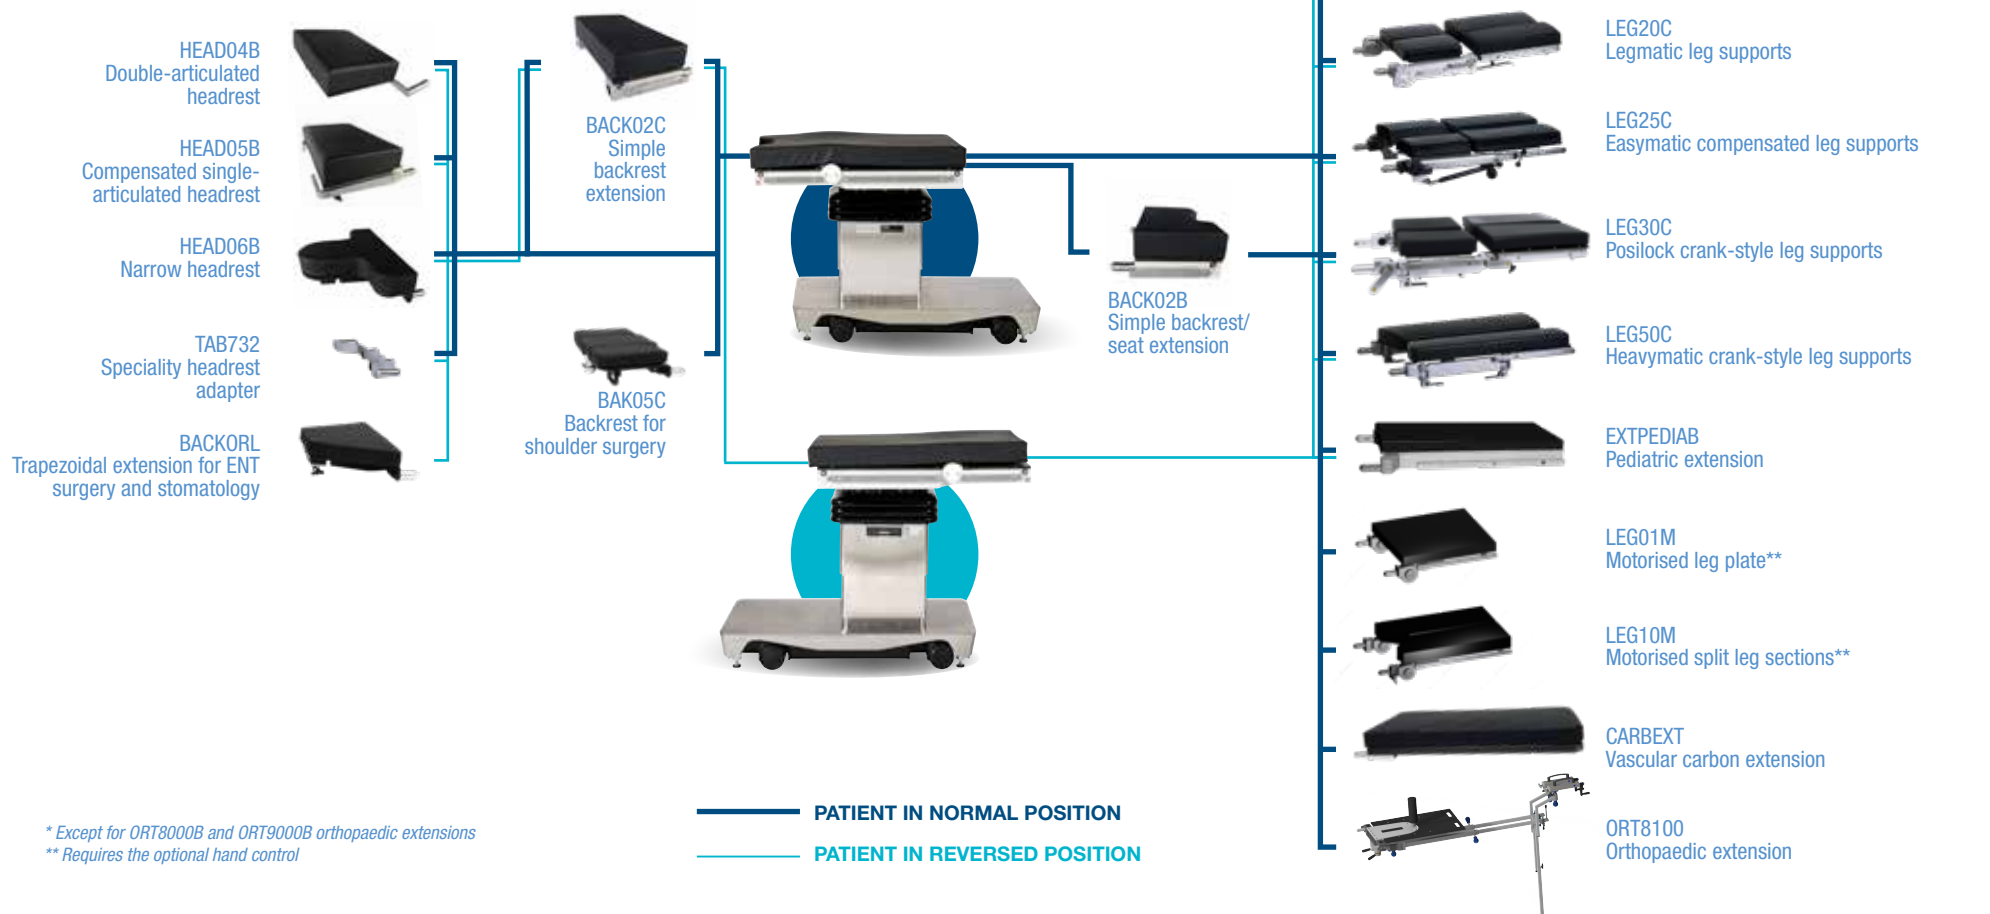 HEAD04B
Double-articulated
headrest
HEAD05B
Compensated single-
articulated headrest
HEAD06B
Narrow headrest
TAB732
Speciality headrest
adapter
BACKORL
Trapezoidal extension for ENT
surgery and stomatology
BACK02C
Simple
backrest
extension
BAK05C
Backrest for
shoulder surgery
BACK02B
Simple backrest/
seat extension
LEG20C
Legmatic leg supports
LEG25C
Easymatic compensated leg supports
LEG30C
Posilock crank-style leg supports
LEG50C
Heavymatic crank-style leg supports
EXTPEDIAB
Pediatric extension
LEG01M
Motorised leg plate**
LEG10M
Motorised split leg sections**
CARBEXT
Vascular carbon extension
ORT8100
Orthopaedic extension
PATIENT IN NORMAL POSITION
PATIENT IN REVERSED POSITION
* Except for ORT8000B and ORT9000B orthopaedic extensions
** Requires the optional hand control